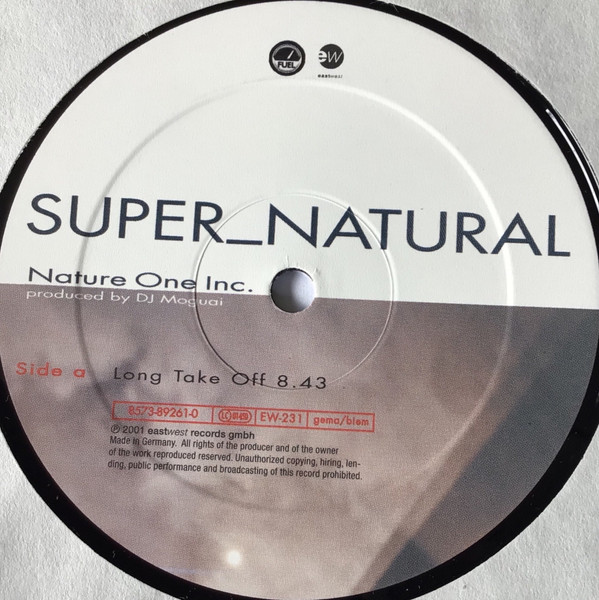 FUEL
ew
eastwest
SUPER_NATURAL
Nature One Inc.
produced by DJ Moguai
Side a Long Take Off 8.43
8573-89261-0 EW-231 gema/biem
℗ 2001 eastwest records gmbh
Made in Germany. All rights of the producer and of the owner
of the work reproduced reserved. Unauthorized copying, hiring, len-
ding, public performance and broadcasting of this record prohibited.